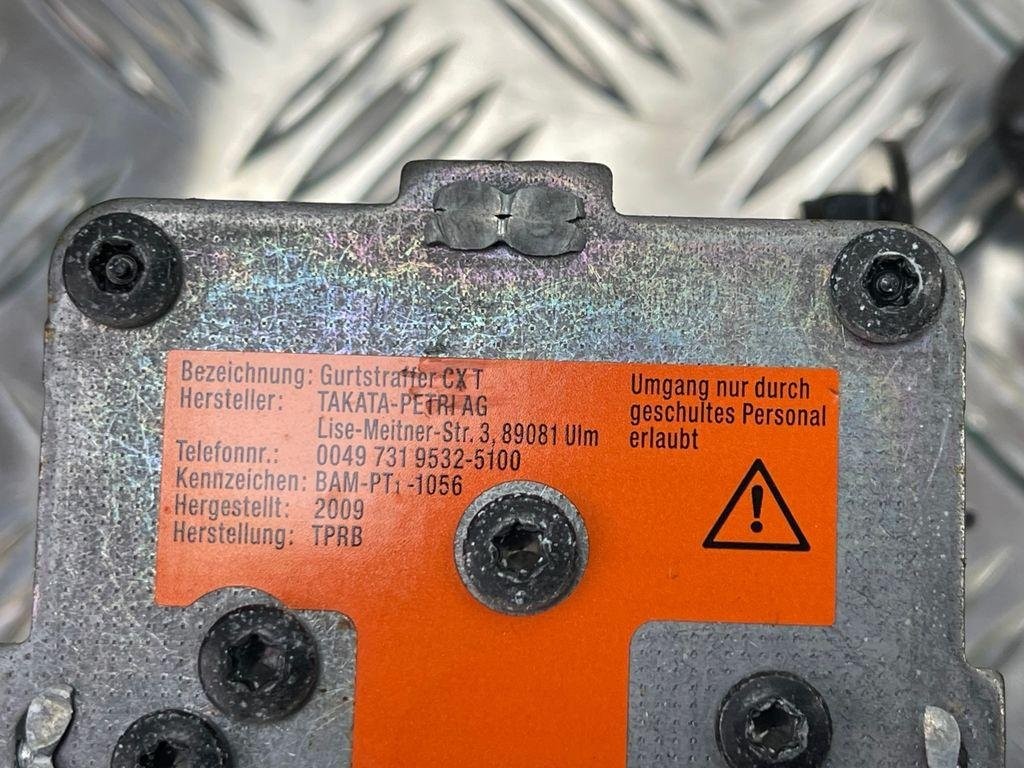 Bezeichnung: Gurtstraffer CX T
Hersteller: TAKATA-PETRI AG
Lise-Meitner-Str. 3, 89081 Ulm
Telefonnr.: 0049 731 9532-5100
Kennzeichen: BAM-PT₁-1056
Hergestellt: 2009
Herstellung: TPRB
Umgang nur durch
geschultes Personal
erlaubt